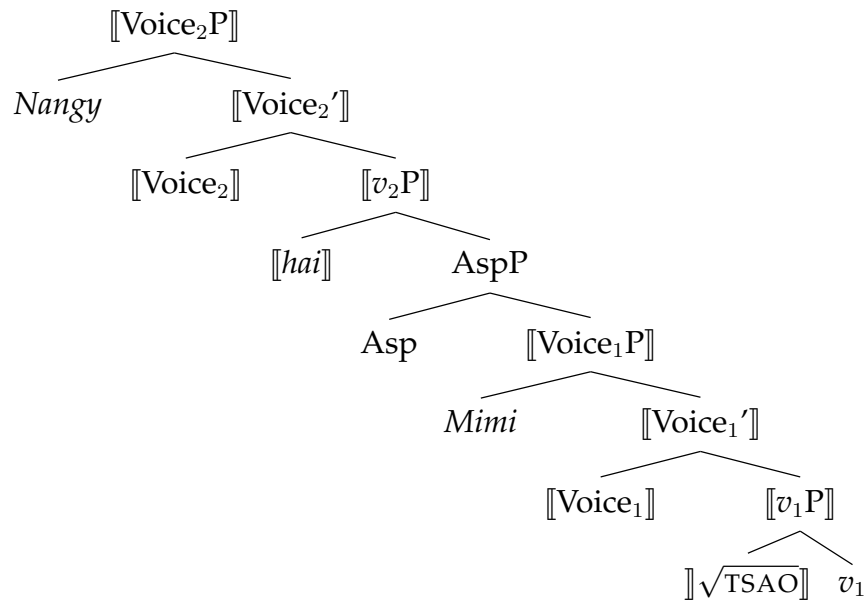 ⟦Voice₂P⟧
Nangy ⟦Voice₂'⟧
⟦Voice₂⟧ ⟦v₂P⟧
⟦hai⟧ AspP
Asp ⟦Voice₁P⟧
Mimi ⟦Voice₁'⟧
⟦Voice₁⟧ ⟦v₁P⟧
⟧√TSAO⟧ v₁